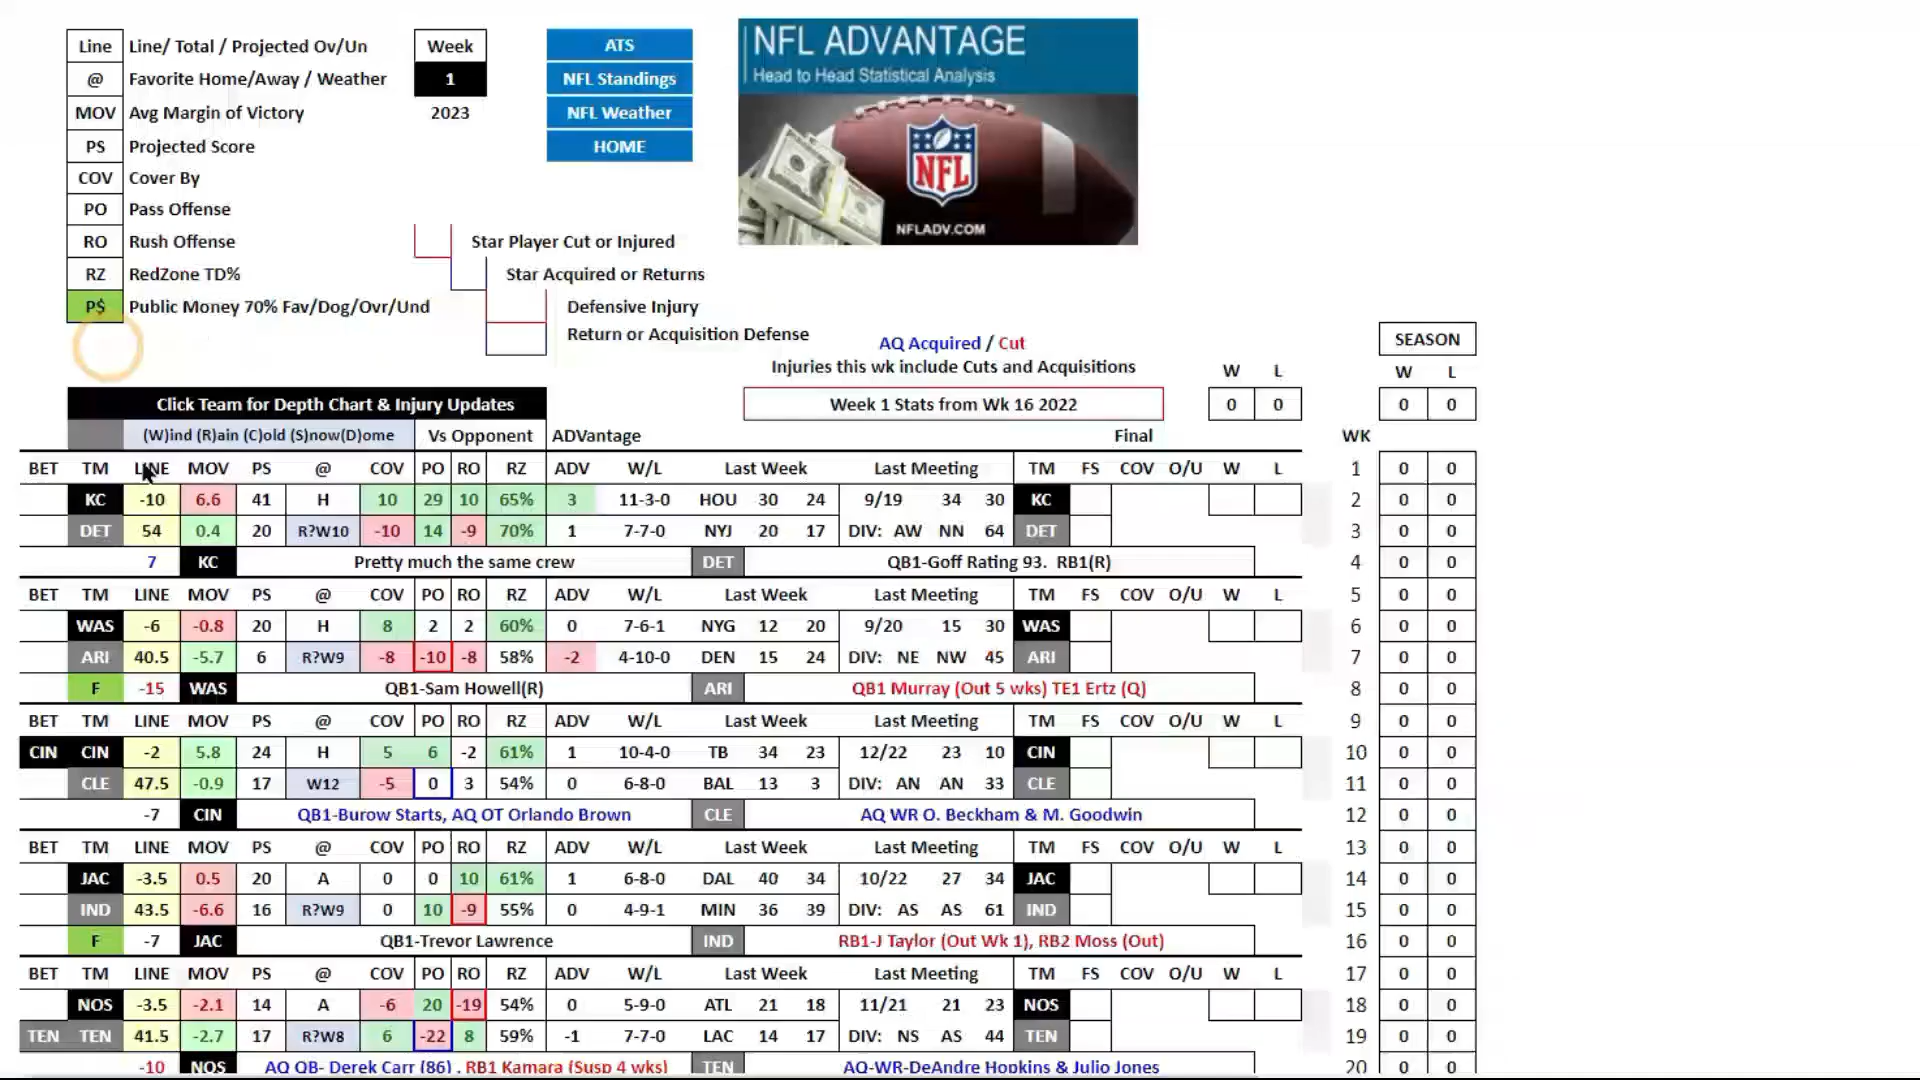 Line Line/ Total / Projected Ov/Un Week ATS NFL ADVANTAGE
@ Favorite Home/Away / Weather 1 NFL Standings Head to Head Statistical Analysis
MOV Avg Margin of Victory 2023 NFL Weather
PS Projected Score HOME
NFL
COV Cover By
PO Pass Offense
NFLADV.COM
RO Rush Offense Star Player Cut or Injured
RZ RedZone TD% Star Acquired or Returns
P$ Public Money 70% Fav/Dog/Ovr/Und Defensive Injury
Return or Acquisition Defense
AQ Acquired / Cut SEASON
Injuries this wk include Cuts and Acquisitions W L W L
Click Team for Depth Chart & Injury Updates Week 1 Stats from Wk 16 2022 0 0 0 0
(W)ind (R)ain (C)old (S)now(D)ome Vs Opponent ADVantage Final WK
BET TM LINE MOV PS @ COV PO RO RZ ADV W/L Last Week Last Meeting TM FS COV O/U W L 1 0 0
KC -10 6.6 41 H 10 29 10 65% 3 11-3-0 HOU 30 24 9/19 34 30 KC 2 0 0
DET 54 0.4 20 R?W10 -10 14 -9 70% 1 7-7-0 NYJ 20 17 DIV: AW NN 64 DET 3 0 0
7 KC Pretty much the same crew DET QB1-Goff Rating 93. RB1(R) 4 0 0
BET TM LINE MOV PS @ COV PO RO RZ ADV W/L Last Week Last Meeting TM FS COV O/U W L 5 0 0
WAS -6 -0.8 20 H 8 2 2 60% 0 7-6-1 NYG 12 20 9/20 15 30 WAS 6 0 0
ARI 40.5 -5.7 6 R?W9 -8 -10 -8 58% -2 4-10-0 DEN 15 24 DIV: NE NW 45 ARI 7 0 0
F -15 WAS QB1-Sam Howell(R) ARI QB1 Murray (Out 5 wks) TE1 Ertz (Q) 8 0 0
BET TM LINE MOV PS @ COV PO RO RZ ADV W/L Last Week Last Meeting TM FS COV O/U W L 9 0 0
CIN CIN -2 5.8 24 H 5 6 -2 61% 1 10-4-0 TB 34 23 12/22 23 10 CIN 10 0 0
CLE 47.5 -0.9 17 W12 -5 0 3 54% 0 6-8-0 BAL 13 3 DIV: AN AN 33 CLE 11 0 0
-7 CIN QB1-Burow Starts, AQ OT Orlando Brown CLE AQ WR O. Beckham & M. Goodwin 12 0 0
BET TM LINE MOV PS @ COV PO RO RZ ADV W/L Last Week Last Meeting TM FS COV O/U W L 13 0 0
JAC -3.5 0.5 20 A 0 0 10 61% 1 6-8-0 DAL 40 34 10/22 27 34 JAC 14 0 0
IND 43.5 -6.6 16 R?W9 0 10 -9 55% 0 4-9-1 MIN 36 39 DIV: AS AS 61 IND 15 0 0
F -7 JAC QB1-Trevor Lawrence IND RB1-J Taylor (Out Wk 1), RB2 Moss (Out) 16 0 0
BET TM LINE MOV PS @ COV PO RO RZ ADV W/L Last Week Last Meeting TM FS COV O/U W L 17 0 0
NOS -3.5 -2.1 14 A -6 20 -19 54% 0 5-9-0 ATL 21 18 11/21 21 23 NOS 18 0 0
TEN TEN 41.5 -2.7 17 R?W8 6 -22 8 59% -1 7-7-0 LAC 14 17 DIV: NS AS 44 TEN 19 0 0
-10 NOS AQ QB- Derek Carr (86) . RB1 Kamara (Susp 4 wks) TEN AQ-WR-DeAndre Hopkins & Julio Jones 20 0 0